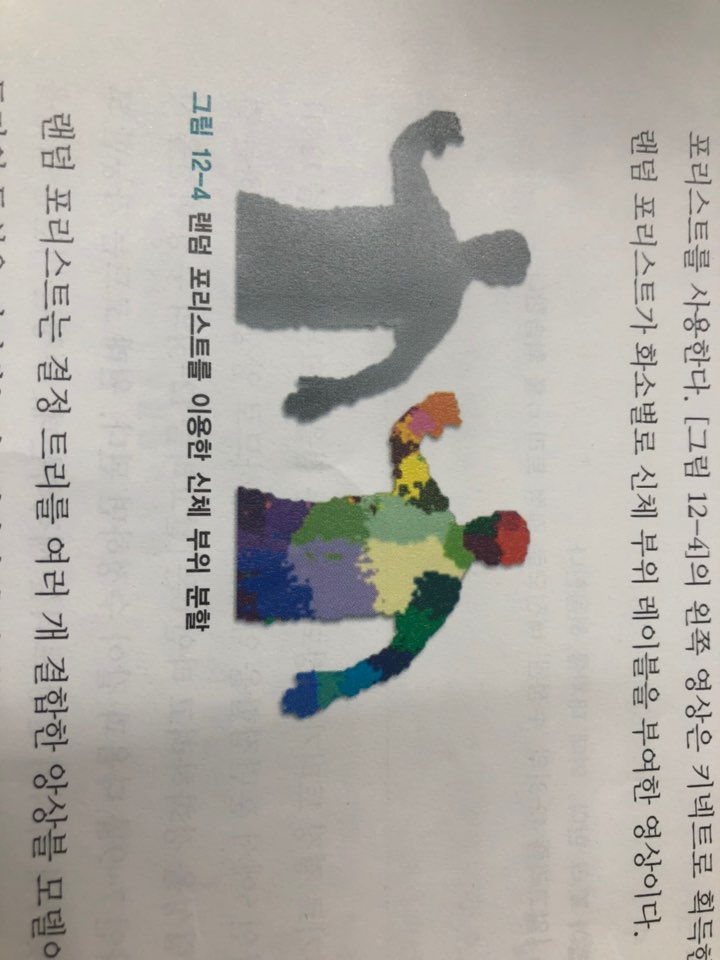 포리스트를 사용한다. [그림 12-4]의 왼쪽 영상은 키넥트로 획득한
랜덤 포리스트가 화소별로 신체 부위 레이블을 부여한 영상이다.
그림 12-4 랜덤 포리스트를 이용한 신체 부위 분할
랜덤 포리스트는 결정 트리를 여러 개 결합한 앙상블 모델